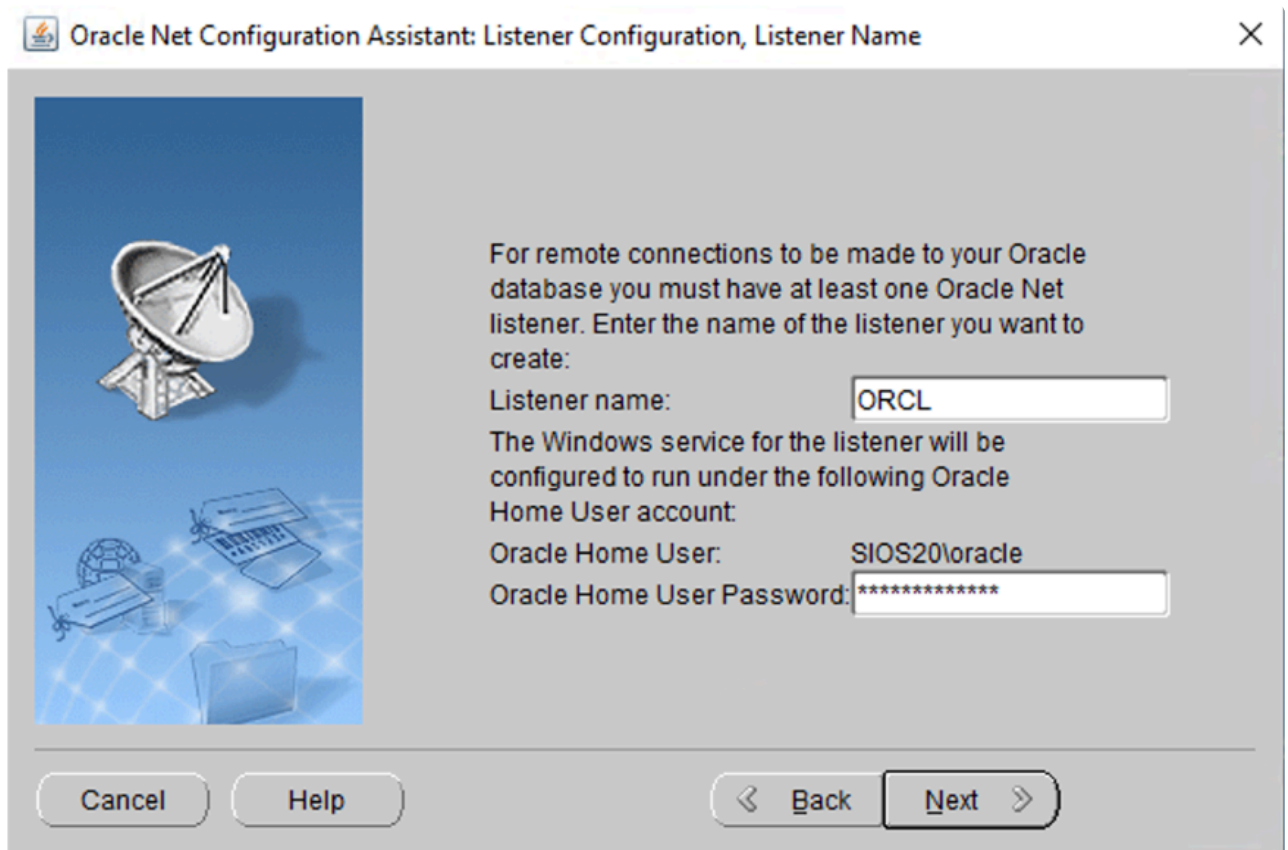 Oracle Net Configuration Assistant: Listener Configuration, Listener Name
For remote connections to be made to your Oracle
database you must have at least one Oracle Net
listener. Enter the name of the listener you want to
create:
Listener name: ORCL
The Windows service for the listener will be
configured to run under the following Oracle
Home User account:
Oracle Home User: SIOS20\oracle
Oracle Home User Password: *************
Cancel Help Back Next